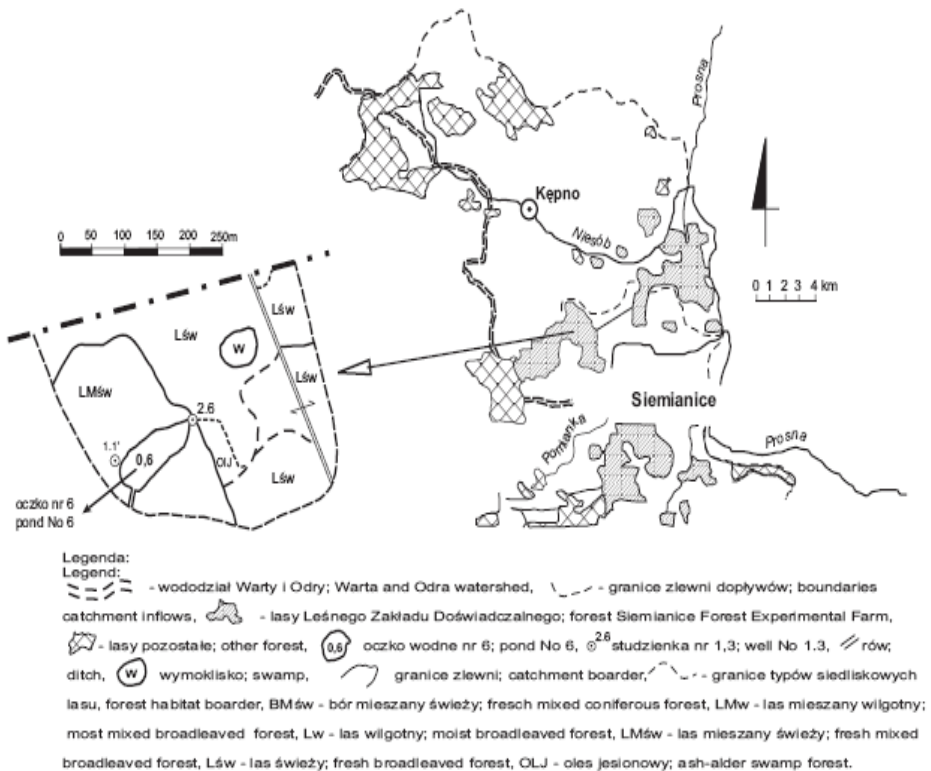 Prosna
Kępno
Niesób
0 50 100 150 200 250m
0 1 2 3 4 km
Lśw
Lśw
W
Lśw
LMśw
2.6
Siemianice
1.1'
0,6
OlJ
Lśw
Pomianka
Prosna
oczko nr 6
pond No 6
Legenda:
Legend:
- wododział Warty i Odry; Warta and Odra watershed, - granice zlewni dopływów; boundaries
catchment inflows, - lasy Leśnego Zakładu Doświadczalnego; forest Siemianice Forest Experimental Farm,
- lasy pozostałe; other forest, 0,6 oczko wodne nr 6; pond No 6, 2.6 studzienka nr 1,3; well No 1.3, rów;
ditch, W wymoklisko; swamp, granice zlewni; catchment boarder, - granice typów siedliskowych
lasu, forest habitat boarder, BMśw - bór mieszany świeży; fresch mixed coniferous forest, LMw - las mieszany wilgotny;
most mixed broadleaved forest, Lw - las wilgotny; moist broadleaved forest, LMśw - las mieszany świeży; fresh mixed
broadleaved forest, Lśw - las świeży; fresh broadleaved forest, OLJ - oles jesionowy; ash-alder swamp forest.